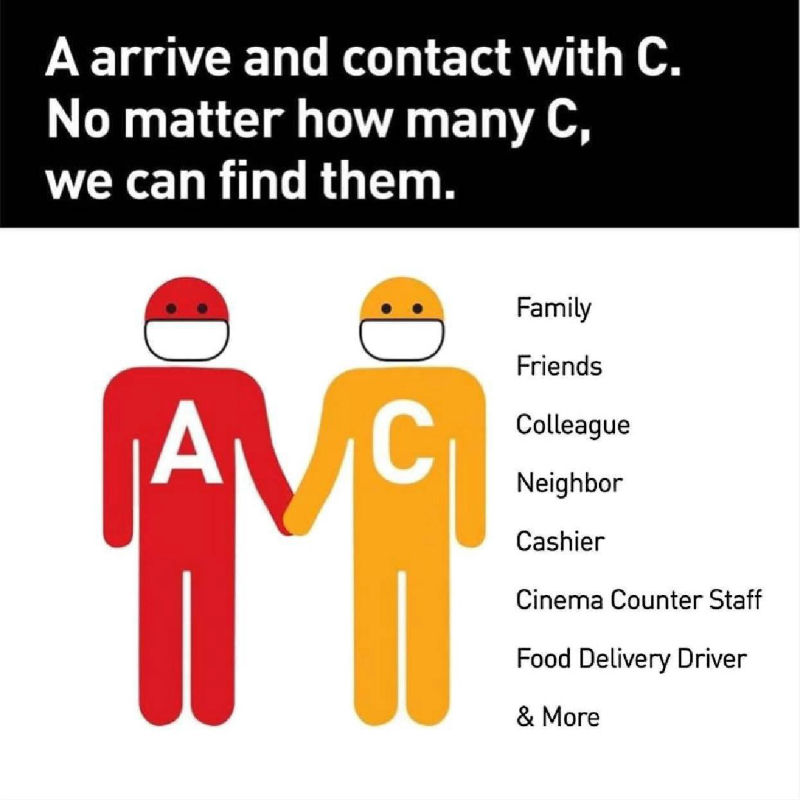 A arrive and contact with C.
No matter how many C,
we can find them.
A
C
Family
Friends
Colleague
Neighbor
Cashier
Cinema Counter Staff
Food Delivery Driver
& More